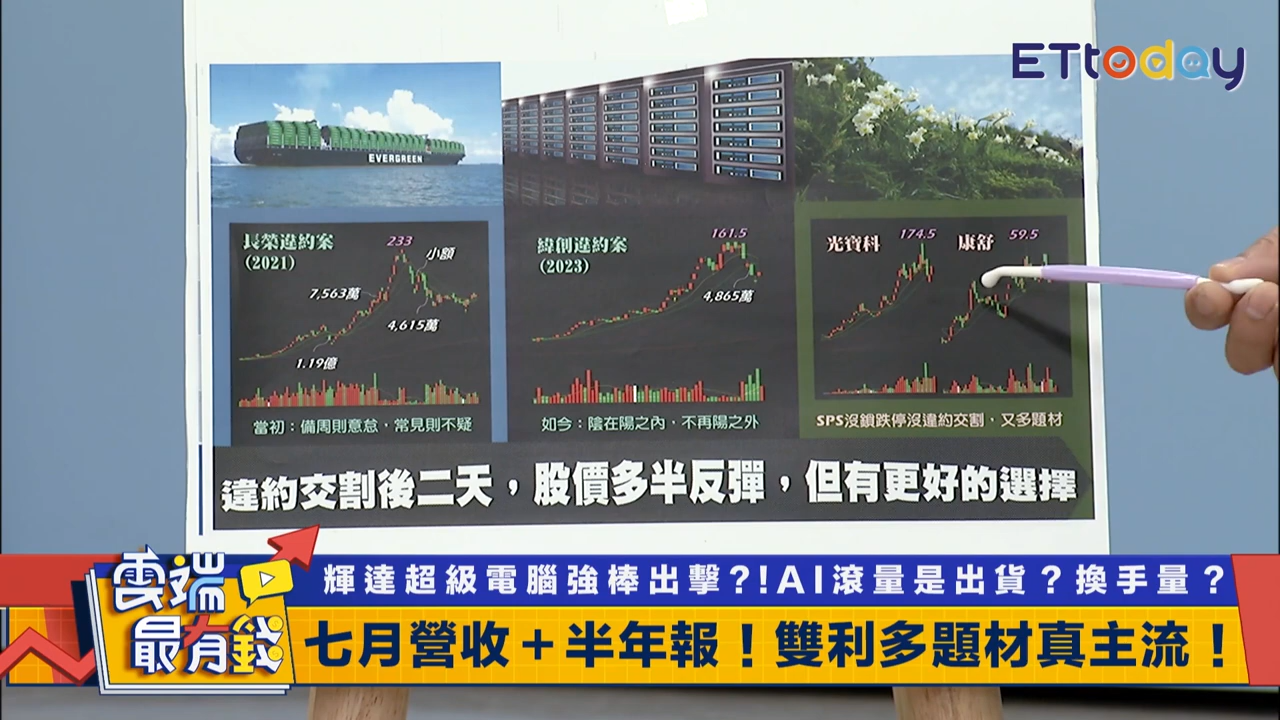 ETtoday
EVERGREEN
長榮違約案
(2021)
233
小額
7,563萬
4,615萬
1.19億
當初：備周則意怠，常見則不疑
緯創違約案
(2023)
161.5
4,865萬
如今：陰在陽之內，不再陽之外
光寶科
174.5
康舒
59.5
SPS沒鎖跌停沒違約交割，又多題材
違約交割後二天，股價多半反彈，但有更好的選擇
雲端
最有錢
輝達超級電腦強棒出擊?!AI滾量是出貨？換手量？
七月營收＋半年報！雙利多題材真主流！